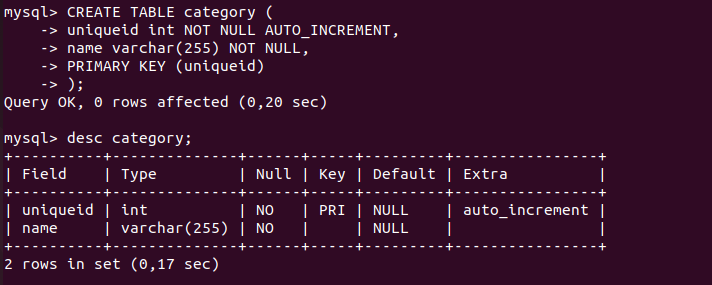 mysql> CREATE TABLE category (
    -> uniqueid int NOT NULL AUTO_INCREMENT,
    -> name varchar(255) NOT NULL,
    -> PRIMARY KEY (uniqueid)
    -> );
Query OK, 0 rows affected (0,20 sec)

mysql> desc category;
+----------+--------------+------+-----+---------+----------------+
| Field    | Type         | Null | Key | Default | Extra          |
+----------+--------------+------+-----+---------+----------------+
| uniqueid | int          | NO   | PRI | NULL    | auto_increment |
| name     | varchar(255) | NO   |     | NULL    |                |
+----------+--------------+------+-----+---------+----------------+
2 rows in set (0,17 sec)